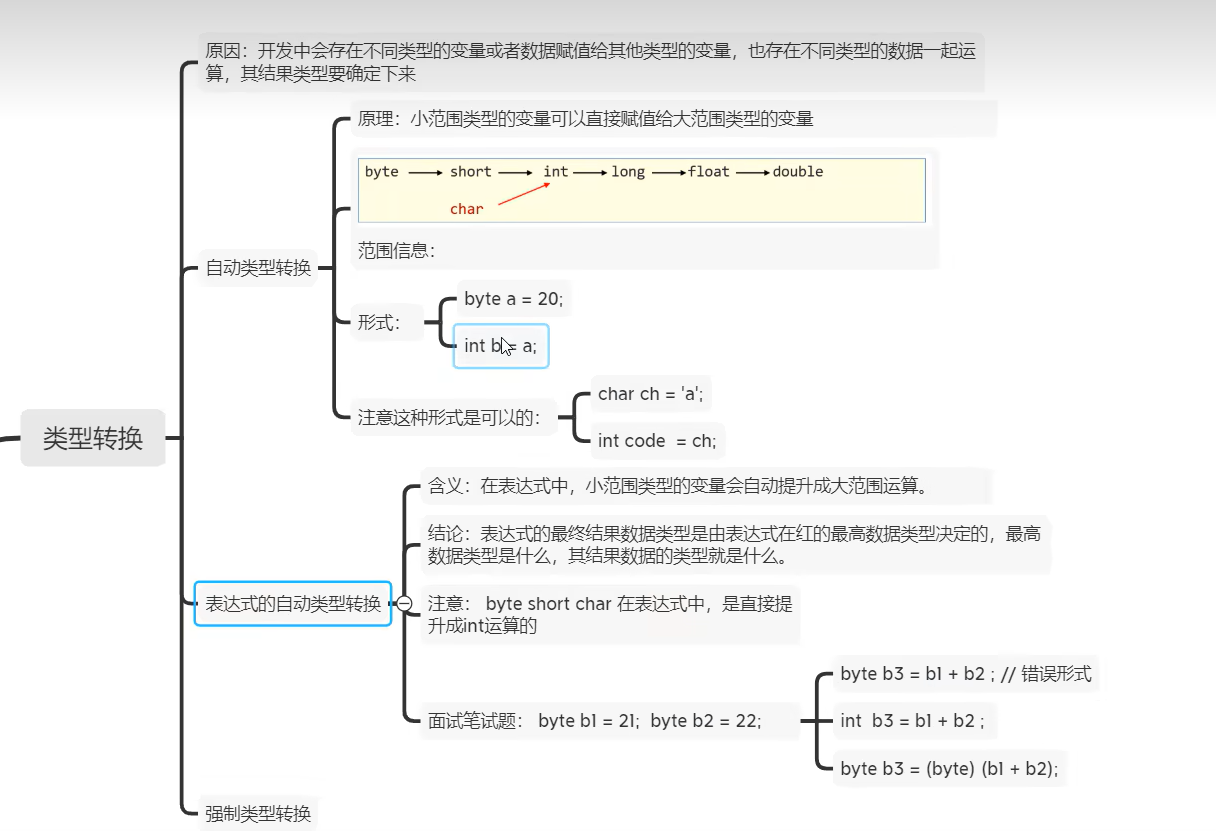 原因：开发中会存在不同类型的变量或者数据赋值给其他类型的变量，也存在不同类型的数据一起运
算，其结果类型要确定下来
原理：小范围类型的变量可以直接赋值给大范围类型的变量
byte → short → int → long → float → double
char
范围信息：
自动类型转换
形式：
byte a = 20;
int b = a;
注意这种形式是可以的：
char ch = 'a';
int code = ch;
类型转换
含义：在表达式中，小范围类型的变量会自动提升成大范围运算。
结论：表达式的最终结果数据类型是由表达式在红的最高数据类型决定的，最高
数据类型是什么，其结果数据的类型就是什么。
表达式的自动类型转换
注意： byte short char 在表达式中，是直接提
升成int运算的
面试笔试题： byte b1 = 21; byte b2 = 22;
byte b3 = b1 + b2 ; // 错误形式
int b3 = b1 + b2 ;
byte b3 = (byte) (b1 + b2);
强制类型转换